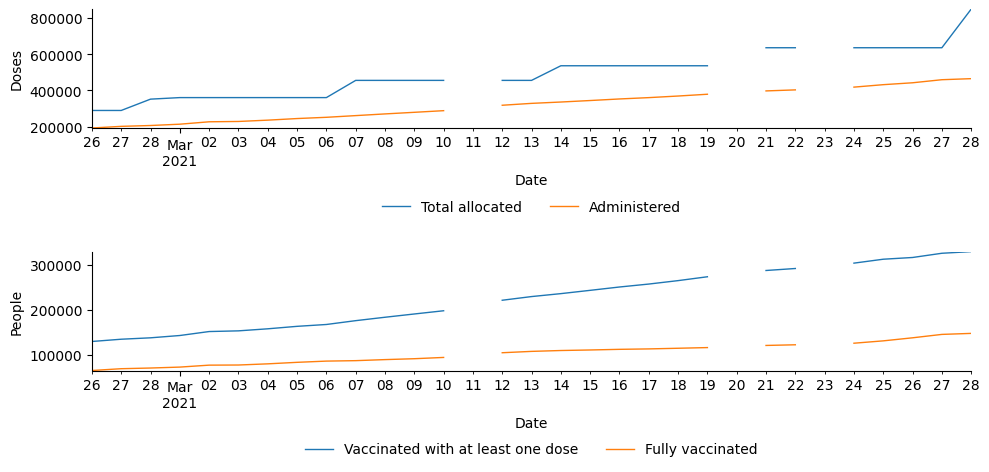 800000
600000
400000
200000
Doses
26 27 28 Mar 02 03 04 05 06 07 08 09 10 11 12 13 14 15 16 17 18 19 20 21 22 23 24 25 26 27 28
2021
Date
Total allocated Administered
300000
200000
100000
People
26 27 28 Mar 02 03 04 05 06 07 08 09 10 11 12 13 14 15 16 17 18 19 20 21 22 23 24 25 26 27 28
2021
Date
Vaccinated with at least one dose Fully vaccinated